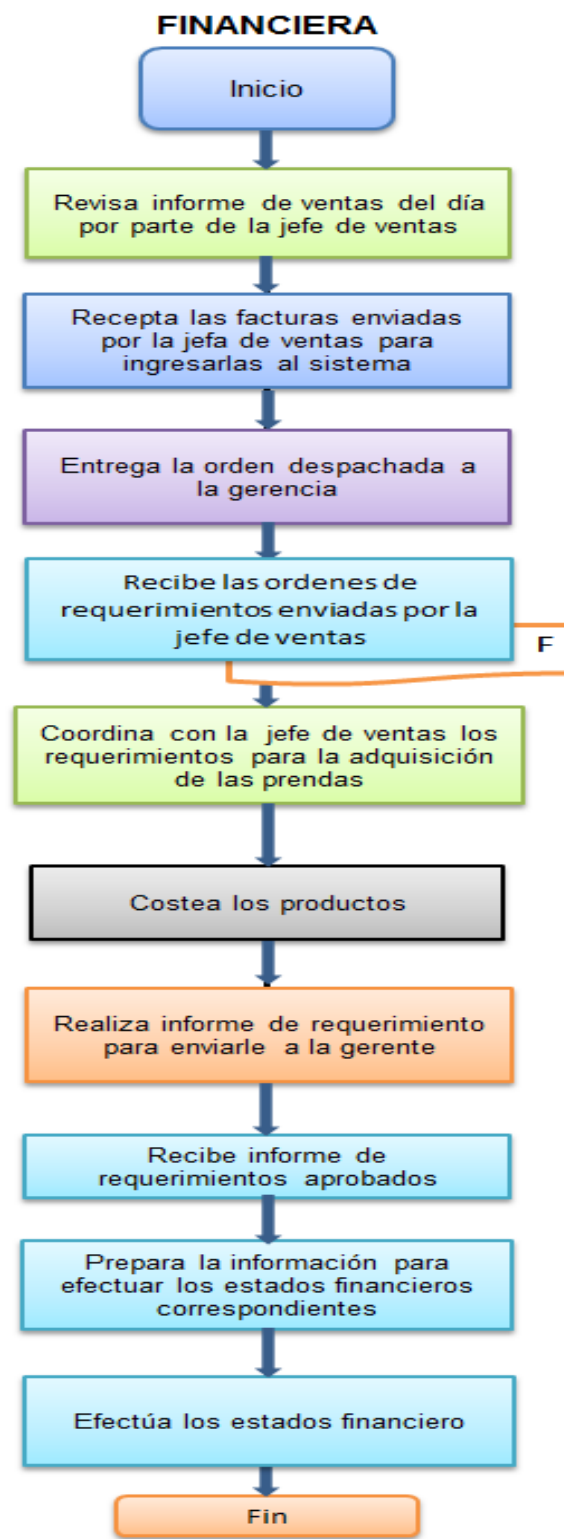 FINANCIERA
Inicio
Revisa informe de ventas del día
por parte de la jefe de ventas
Recepta las facturas enviadas
por la jefa de ventas para
ingresarlas al sistema
Entrega la orden despachada a
la gerencia
Recibe las ordenes de
requerimientos enviadas por la
jefe de ventas
F
Coordina con la jefe de ventas los
requerimientos para la adquisición
de las prendas
Costea los productos
Realiza informe de requerimiento
para enviarle a la gerente
Recibe informe de
requerimientos aprobados
Prepara la información para
efectuar los estados financieros
correspondientes
Efectúa los estados financiero
Fin